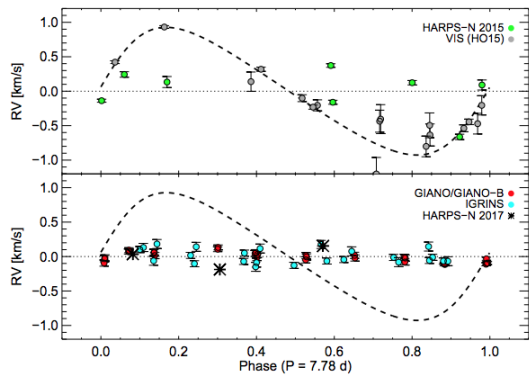 1.0
0.5
0.0
−0.5
−1.0
RV [km/s]
HARPS−N 2015
VIS (HO15)
1.0
0.5
0.0
−0.5
−1.0
RV [km/s]
GIANO/GIANO−B
IGRINS
HARPS−N 2017
0.0 0.2 0.4 0.6 0.8 1.0
Phase (P = 7.78 d)